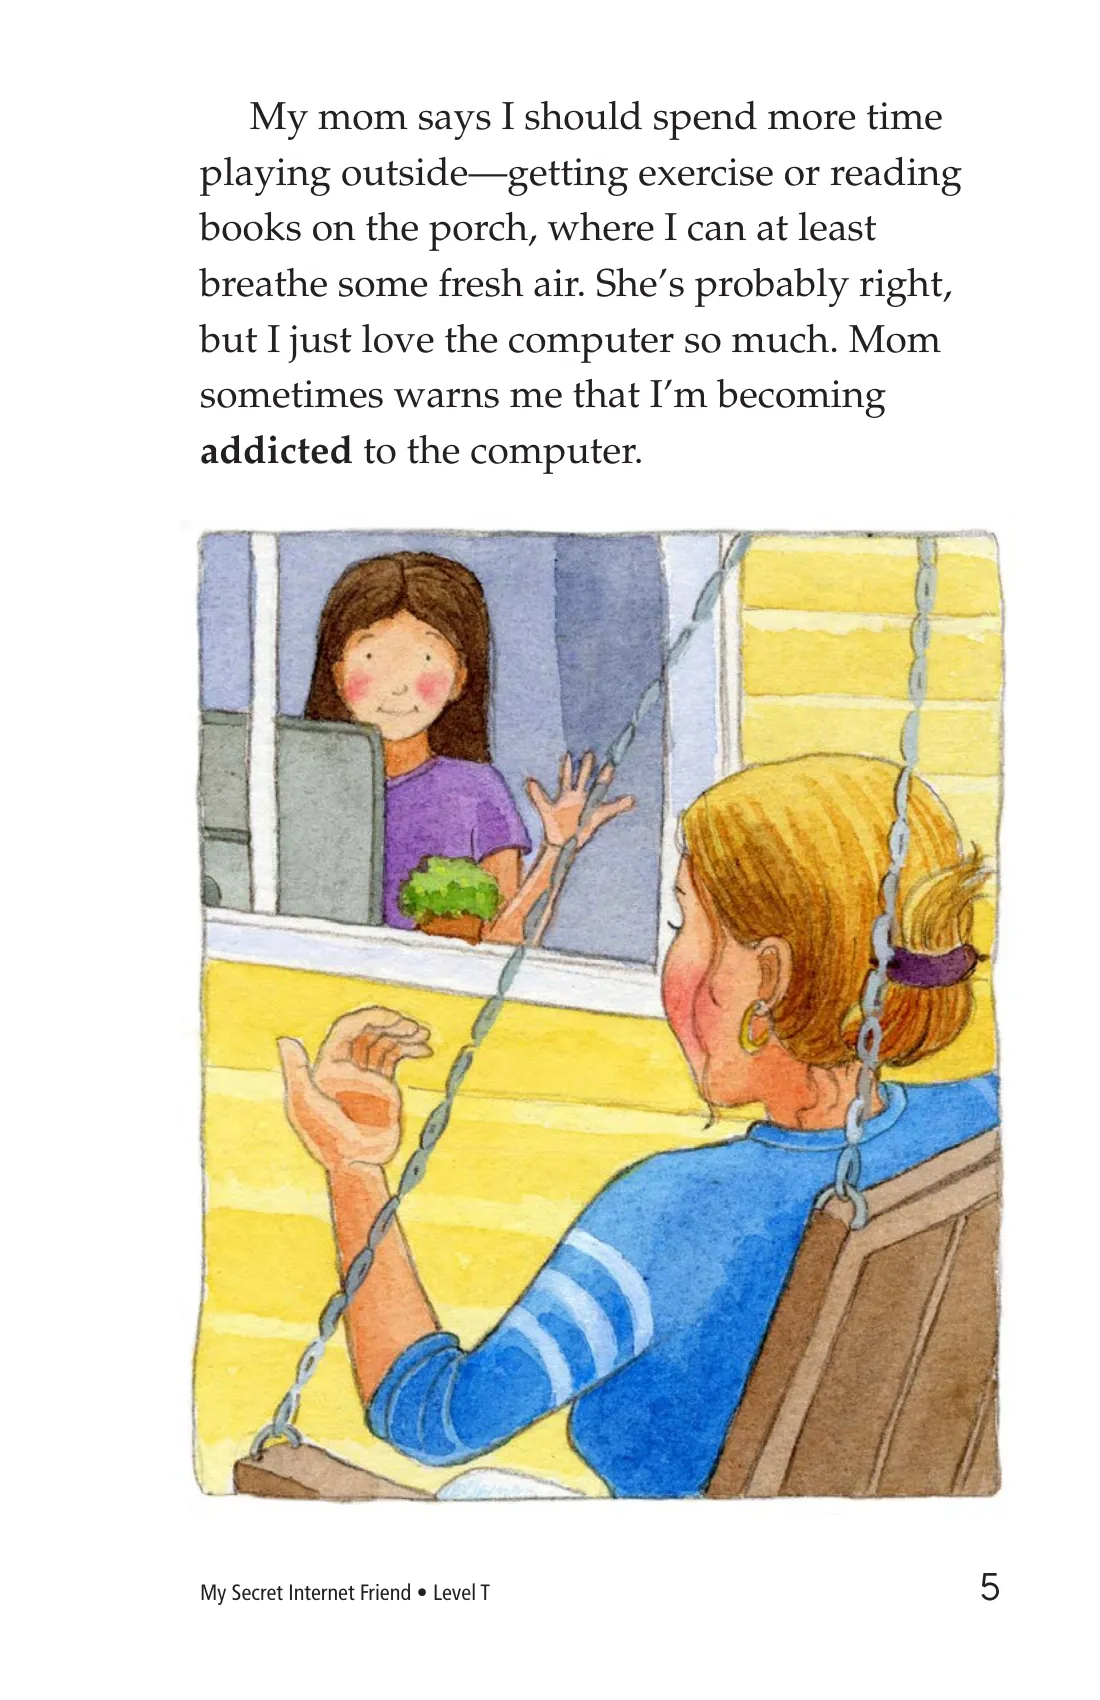 My mom says I should spend more time
playing outside—getting exercise or reading
books on the porch, where I can at least
breathe some fresh air. She’s probably right,
but I just love the computer so much. Mom
sometimes warns me that I’m becoming
addicted to the computer.
My Secret Internet Friend • Level T
5